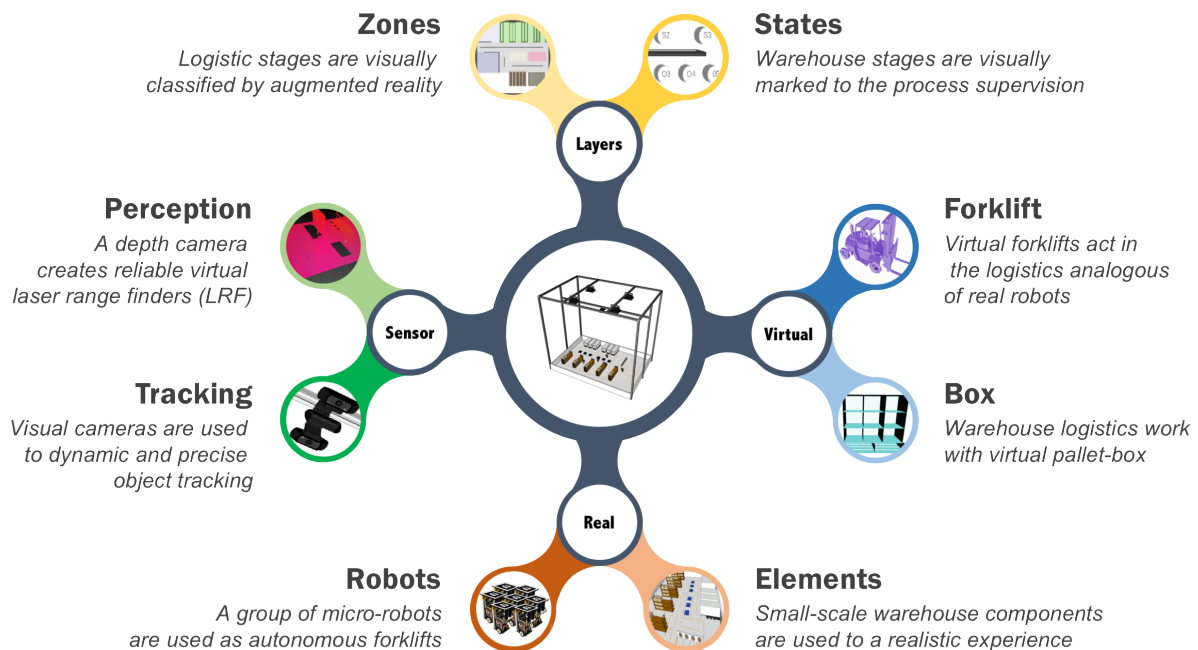 Zones
Logistic stages are visually
classified by augmented reality
States
Warehouse stages are visually
marked to the process supervision
S2
S3
O3
O4
Layers
Perception
A depth camera
creates reliable virtual
laser range finders (LRF)
Forklift
Virtual forklifts act in
the logistics analogous
of real robots
Sensor
Virtual
Tracking
Visual cameras are used
to dynamic and precise
object tracking
Box
Warehouse logistics work
with virtual pallet-box
Real
Robots
A group of micro-robots
are used as autonomous forklifts
Elements
Small-scale warehouse components
are used to a realistic experience